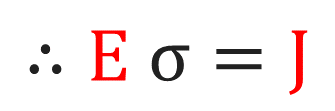 ∴ E σ = J